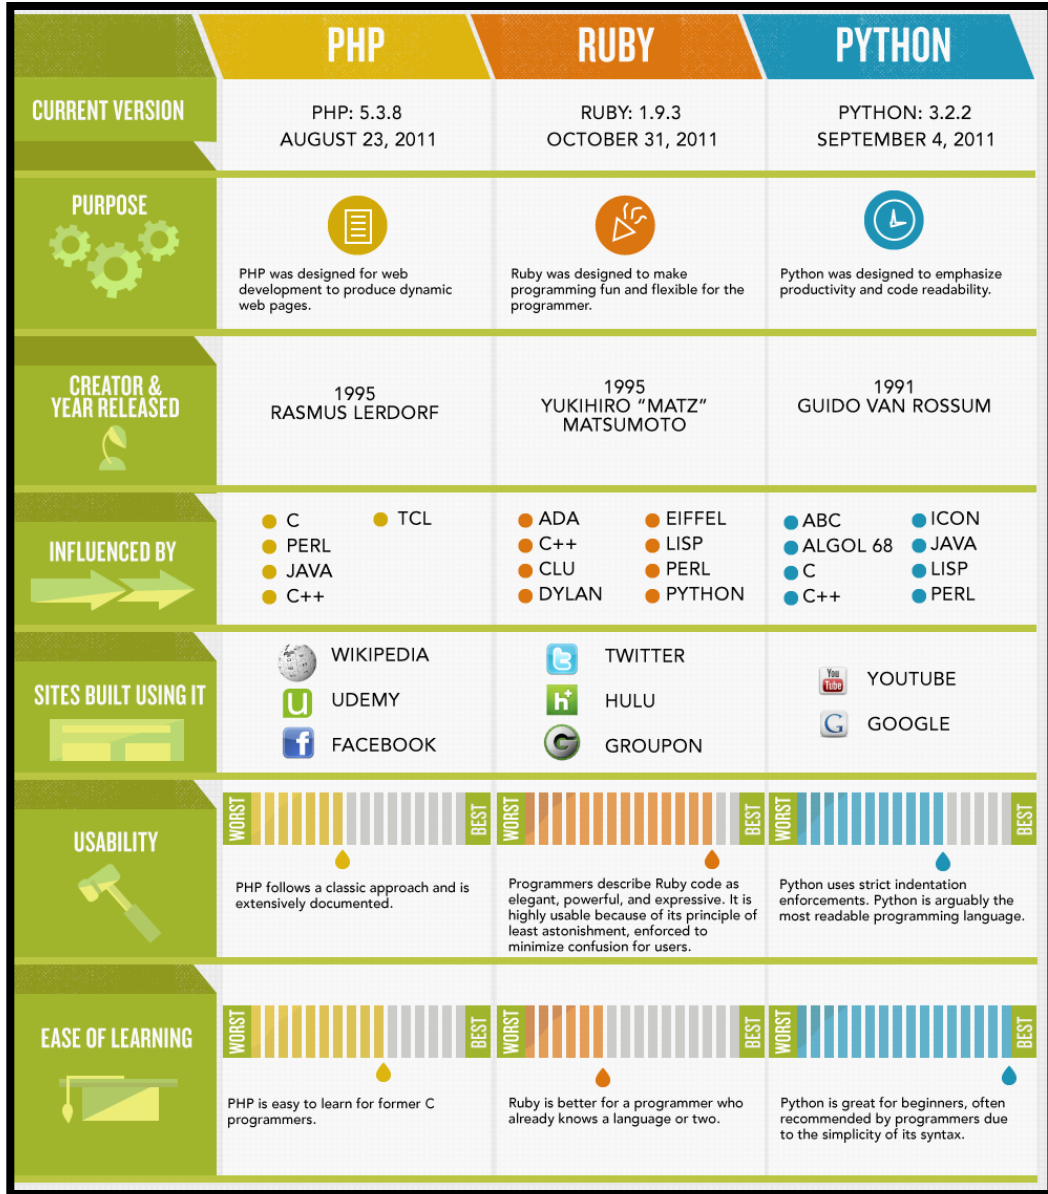 PHP
RUBY
PYTHON
CURRENT VERSION
PHP: 5.3.8
AUGUST 23, 2011
RUBY: 1.9.3
OCTOBER 31, 2011
PYTHON: 3.2.2
SEPTEMBER 4, 2011
PURPOSE
PHP was designed for web
development to produce dynamic
web pages.
Ruby was designed to make
programming fun and flexible for the
programmer.
Python was designed to emphasize
productivity and code readability.
CREATOR &
YEAR RELEASED
1995
RASMUS LERDORF
1995
YUKIHIRO “MATZ”
MATSUMOTO
1991
GUIDO VAN ROSSUM
INFLUENCED BY
C
PERL
JAVA
C++
TCL
ADA
C++
CLU
DYLAN
EIFFEL
LISP
PERL
PYTHON
ABC
ALGOL 68
C
C++
ICON
JAVA
LISP
PERL
SITES BUILT USING IT
WIKIPEDIA
u UDEMY
f FACEBOOK
t TWITTER
h+ HULU
G GROUPON
You
Tube
YOUTUBE
G GOOGLE
USABILITY
WORST
BEST
PHP follows a classic approach and is
extensively documented.
WORST
BEST
Programmers describe Ruby code as
elegant, powerful, and expressive. It is
highly usable because of its principle of
least astonishment, enforced to
minimize confusion for users.
WORST
BEST
Python uses strict indentation
enforcements. Python is arguably the
most readable programming language.
EASE OF LEARNING
WORST
BEST
PHP is easy to learn for former C
programmers.
WORST
BEST
Ruby is better for a programmer who
already knows a language or two.
WORST
BEST
Python is great for beginners, often
recommended by programmers due
to the simplicity of its syntax.